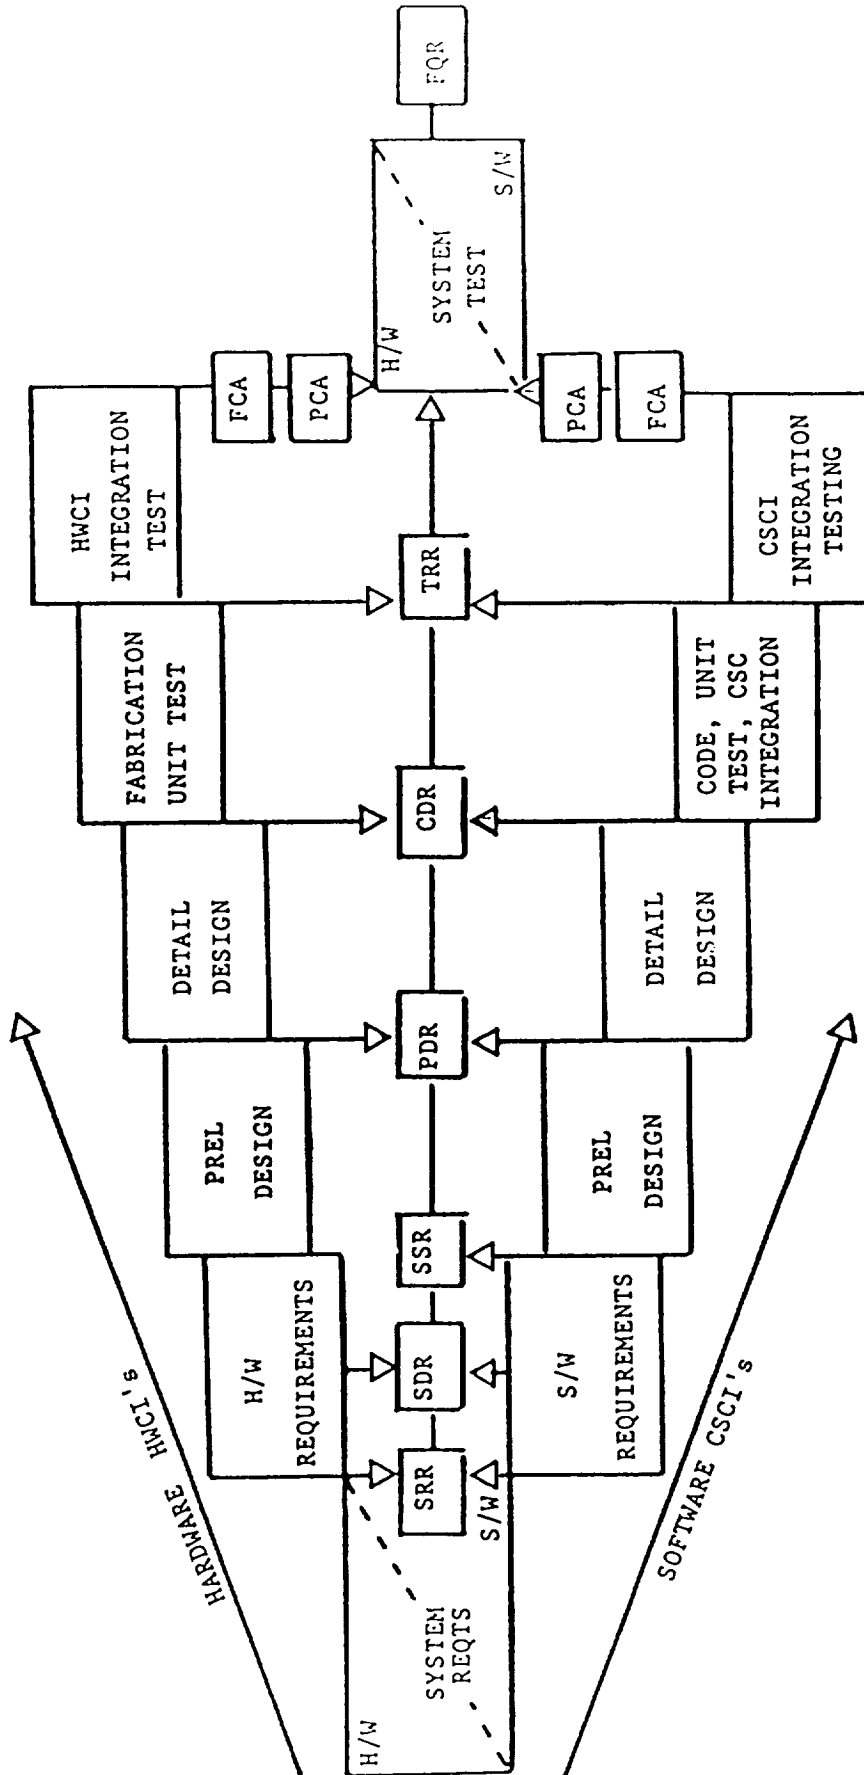 HARDWARE HWCI's
H/W
SYSTEM
REQTS
S/W
H/W
REQUIREMENTS
PREL
DESIGN
DETAIL
DESIGN
FABRICATION
UNIT TEST
HWCI
INTEGRATION
TEST
FCA
PCA
SRR
SDR
SSR
PDR
CDR
TRR
H/W
SYSTEM
TEST
S/W
FQR
S/W
REQUIREMENTS
PREL
DESIGN
DETAIL
DESIGN
CODE, UNIT
TEST, CSC
INTEGRATION
CSCI
INTEGRATION
TESTING
PCA
FCA
SOFTWARE CSCI's